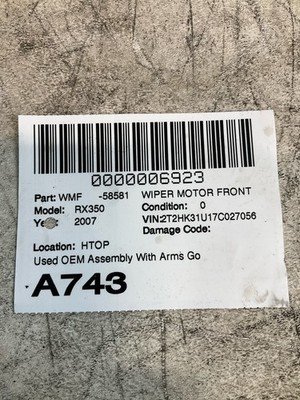 0000006923
Part: WMF -58581 WIPER MOTOR FRONT
Model: RX350 Condition: 0
Year: 2007 VIN:2T2HK31U17C027056
Damage Code:
Location: HTOP
Used OEM Assembly With Arms Go
A743